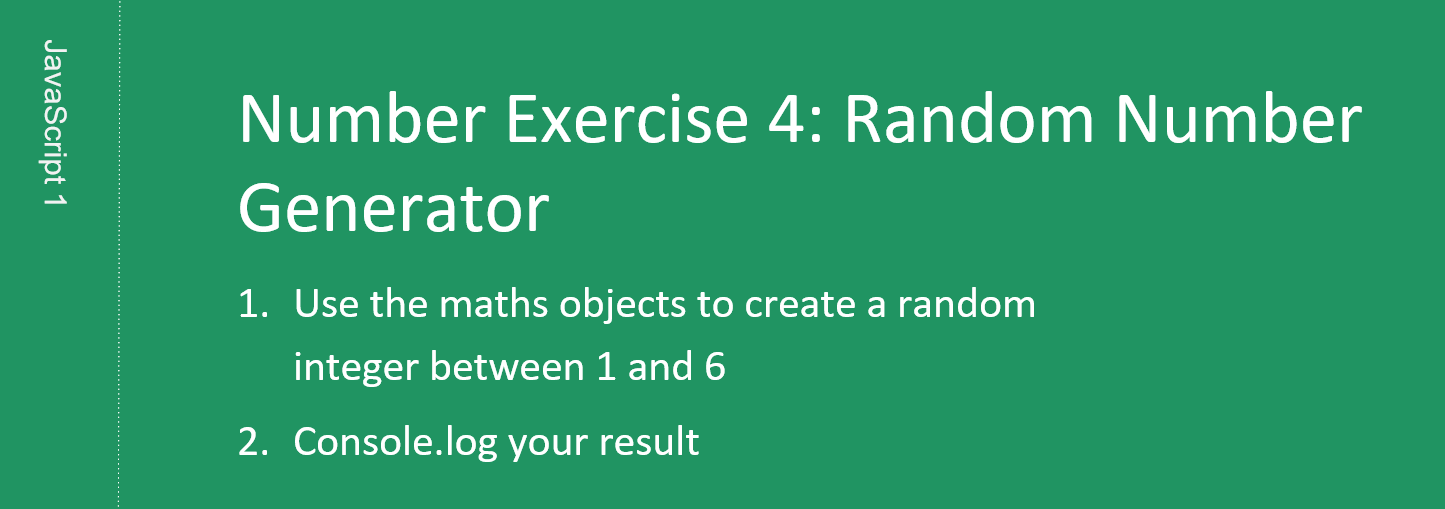 JavaScript 1
Number Exercise 4: Random Number
Generator
1. Use the maths objects to create a random
integer between 1 and 6
2. Console.log your result